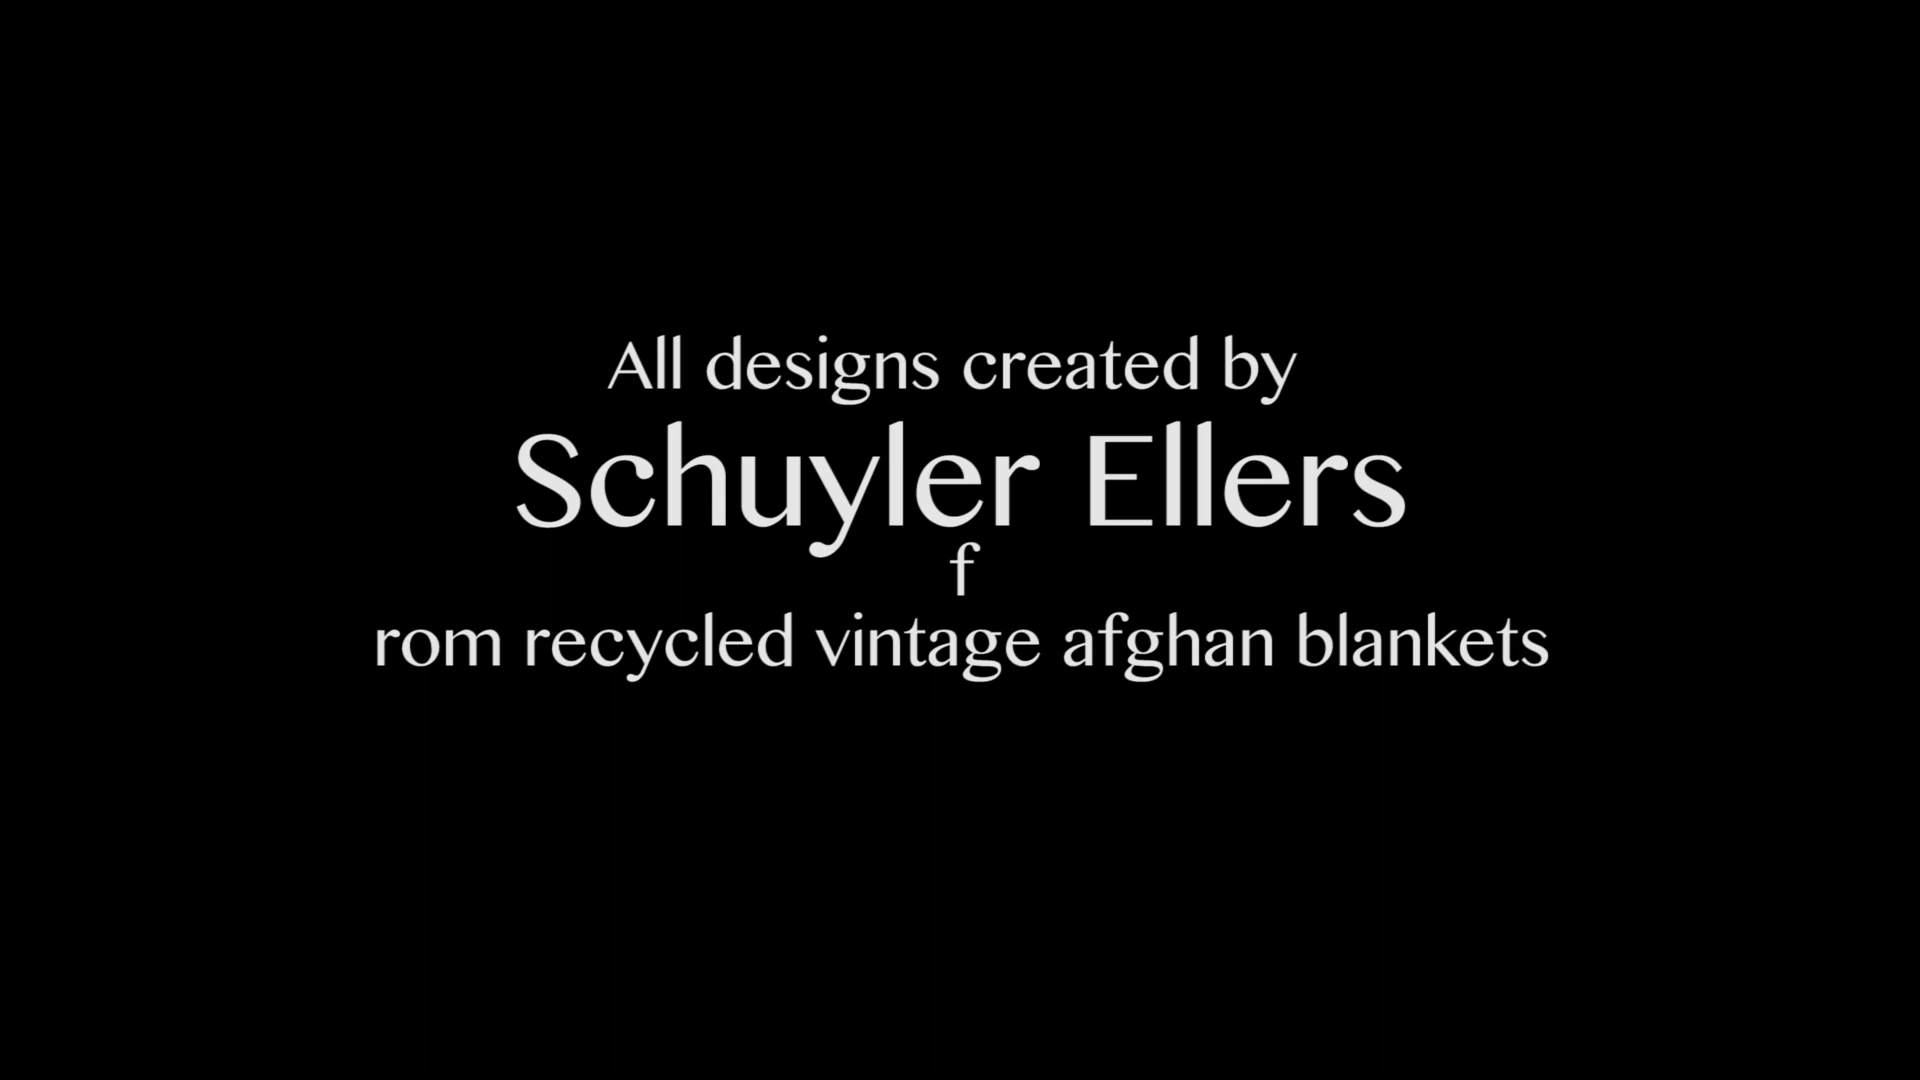 All designs created by
Schuyler Ellers
f
rom recycled vintage afghan blankets